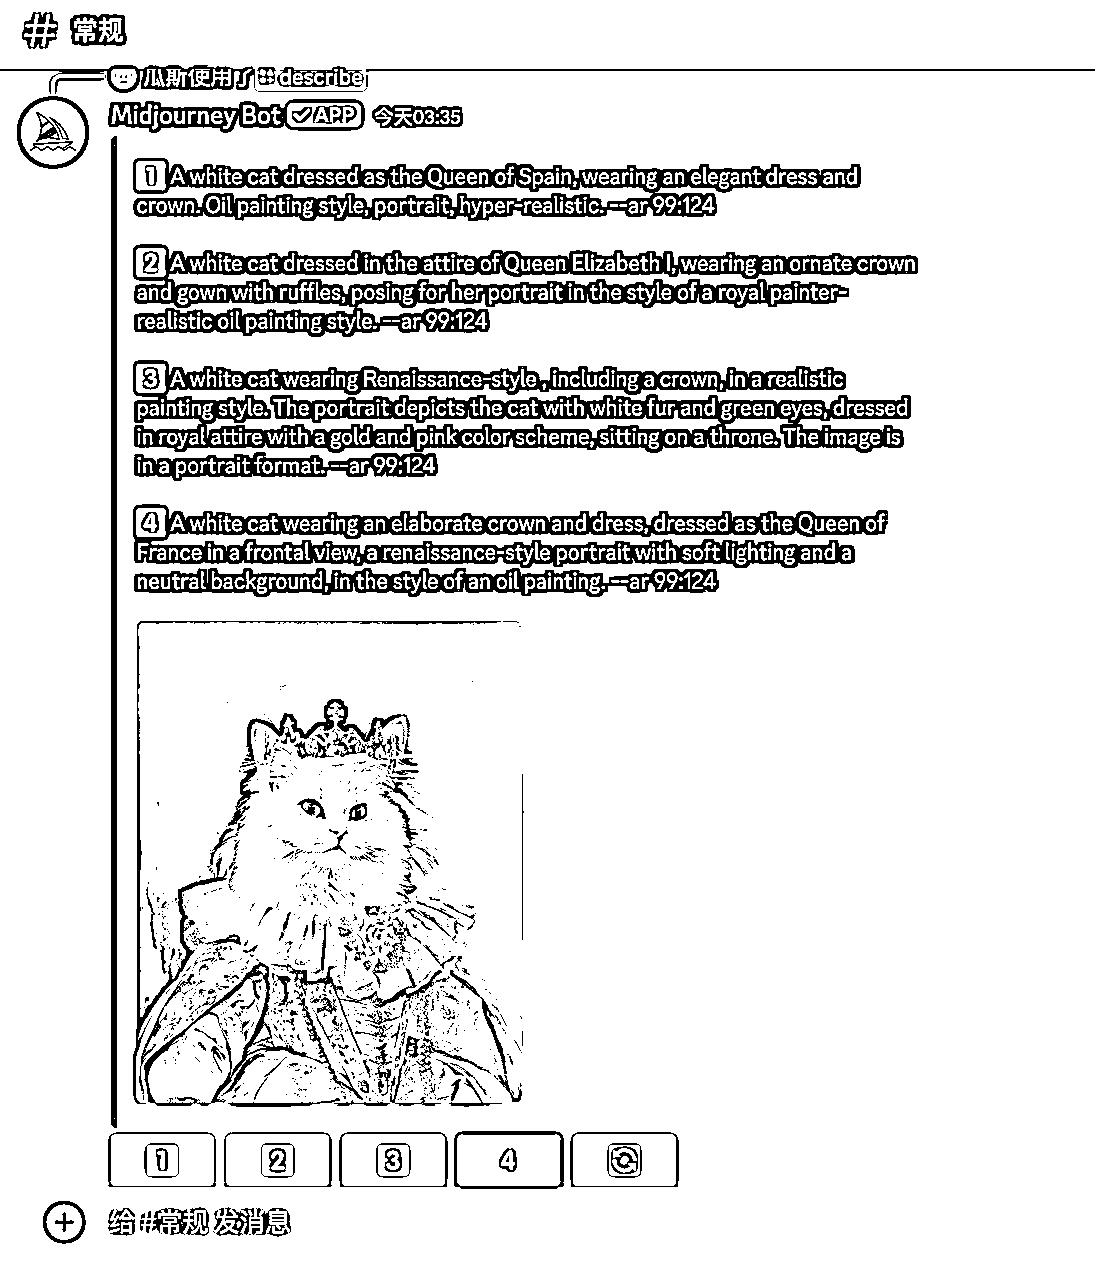 # 常规
瓜斯使用了 describe
Midjourney Bot APP 今天03:35
1 A white cat dressed as the Queen of Spain, wearing an elegant dress and
crown. Oil painting style, portrait, hyper-realistic. --ar 99:124
2 A white cat dressed in the attire of Queen Elizabeth I, wearing an ornate crown
and gown with ruffles, posing for her portrait in the style of a royal painter-
realistic oil painting style. --ar 99:124
3 A white cat wearing Renaissance-style , including a crown, in a realistic
painting style. The portrait depicts the cat with white fur and green eyes, dressed
in royal attire with a gold and pink color scheme, sitting on a throne. The image is
in a portrait format. --ar 99:124
4 A white cat wearing an elaborate crown and dress, dressed as the Queen of
France in a frontal view, a renaissance-style portrait with soft lighting and a
neutral background, in the style of an oil painting. --ar 99:124
1 2 3 4
给 #常规 发消息